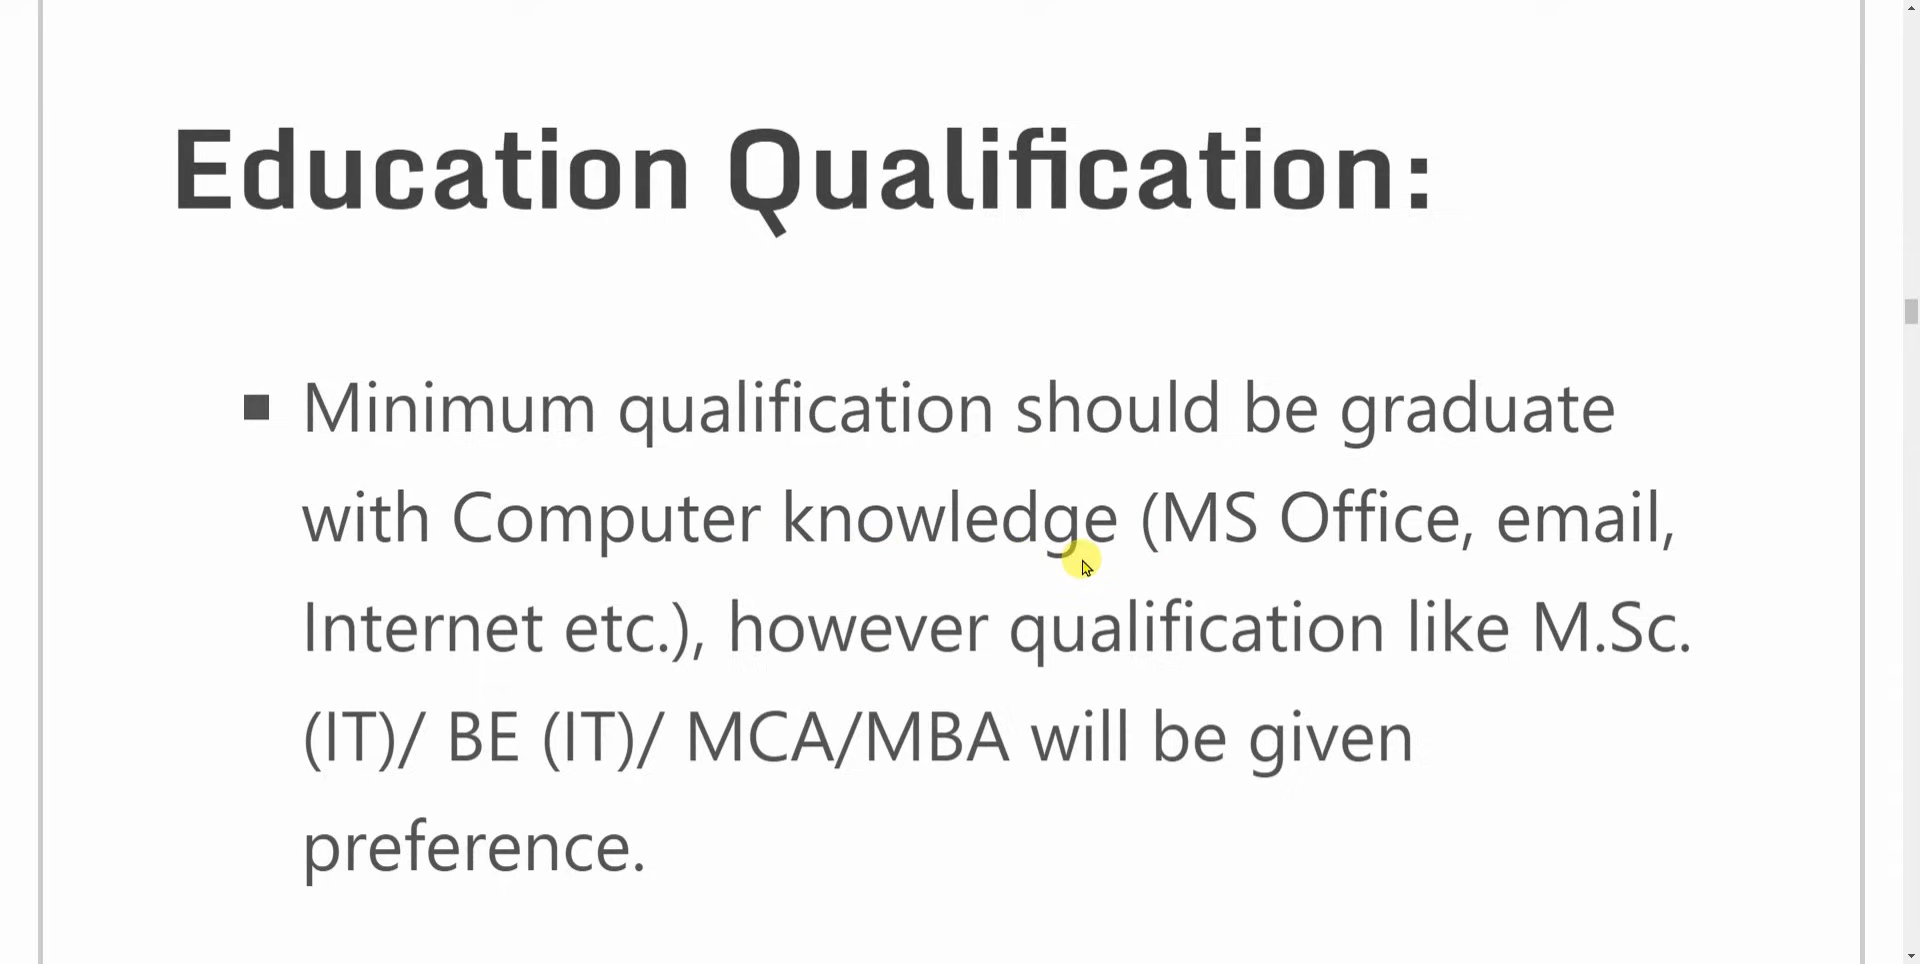 Education Qualification:
■ Minimum qualification should be graduate
with Computer knowledge (MS Office, email,
Internet etc.), however qualification like M.Sc.
(IT)/ BE (IT)/ MCA/MBA will be given
preference.